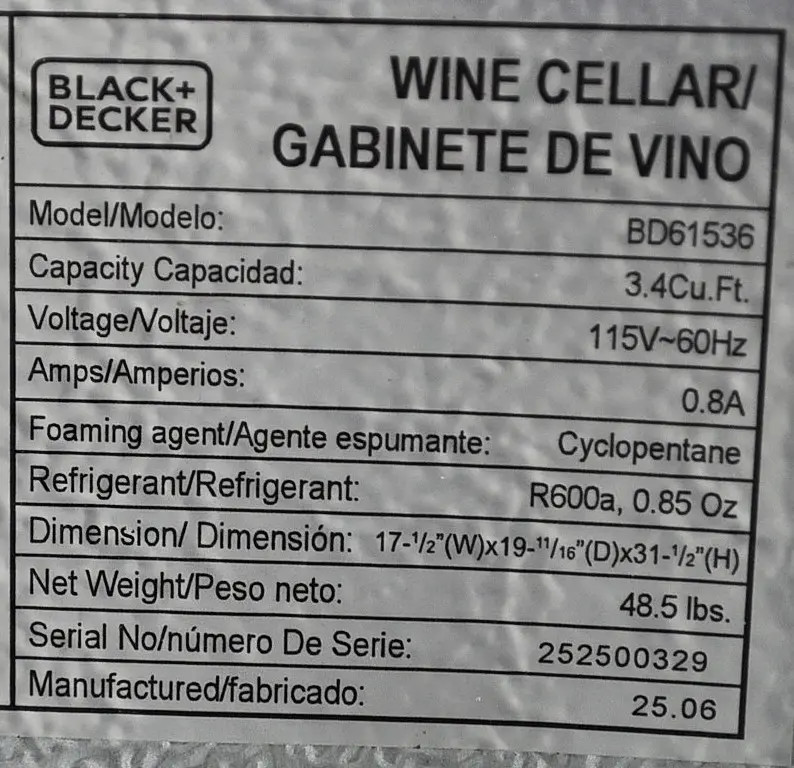 BLACK+
DECKER
WINE CELLAR/
GABINETE DE VINO
Model/Modelo: BD61536
Capacity Capacidad: 3.4Cu.Ft.
Voltage/Voltaje: 115V~60Hz
Amps/Amperios: 0.8A
Foaming agent/Agente espumante: Cyclopentane
Refrigerant/Refrigerant: R600a, 0.85 Oz
Dimension/ Dimensión: 17-1/2"(W)x19-11/16"(D)x31-1/2"(H)
Net Weight/Peso neto: 48.5 lbs.
Serial No/número De Serie: 252500329
Manufactured/fabricado: 25.06